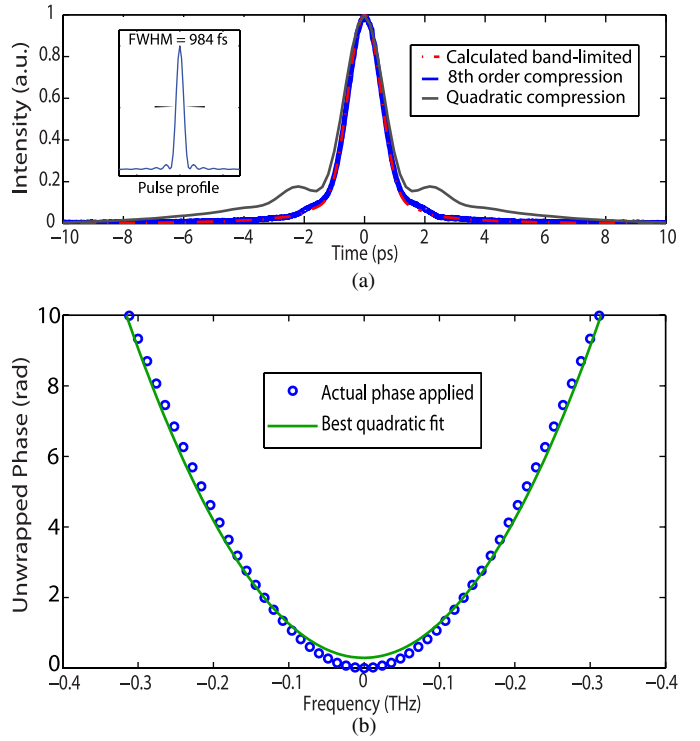 1
0.8
0.6
0.4
0.2
0
Intensity (a.u.)
FWHM = 984 fs
Pulse profile
Calculated band-limited
8th order compression
Quadratic compression
−10 −8 −6 −4 −2 0 2 4 6 8 10
Time (ps)
(a)
10
8
6
4
2
0
Unwrapped Phase (rad)
Actual phase applied
Best quadratic fit
−0.4 −0.3 −0.2 −0.1 0 −0.1 −0.2 −0.3 −0.4
Frequency (THz)
(b)